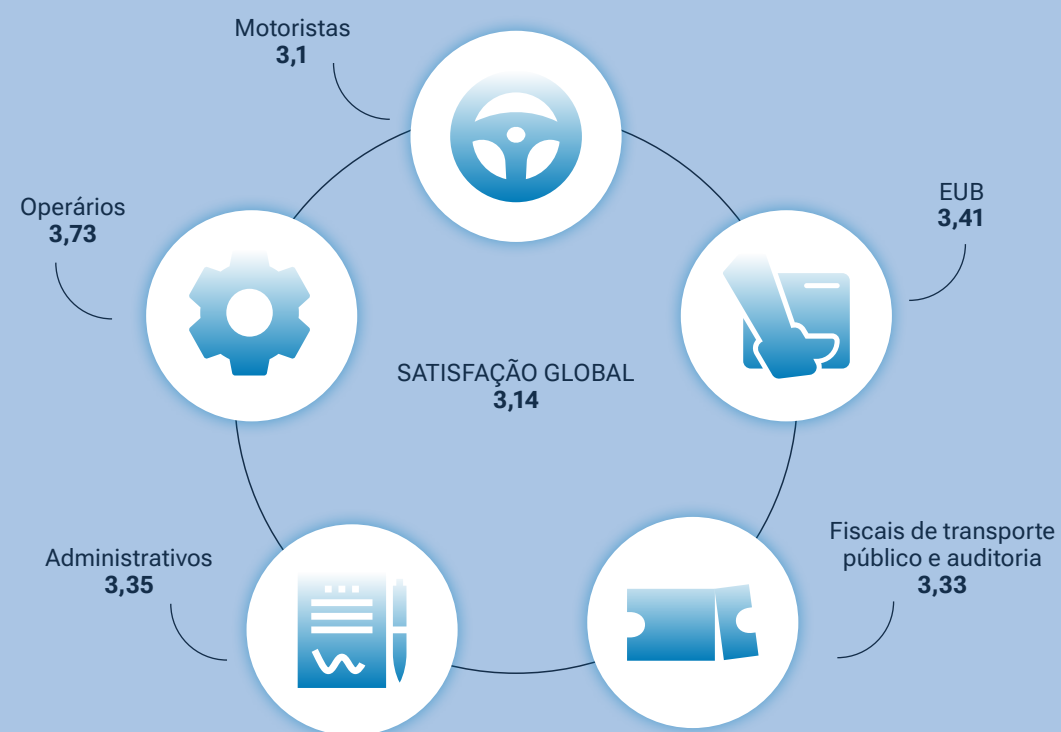 Motoristas
3,1
Operários
3,73
EUB
3,41
SATISFAÇÃO GLOBAL
3,14
Administrativos
3,35
Fiscais de transporte
público e auditoria
3,33